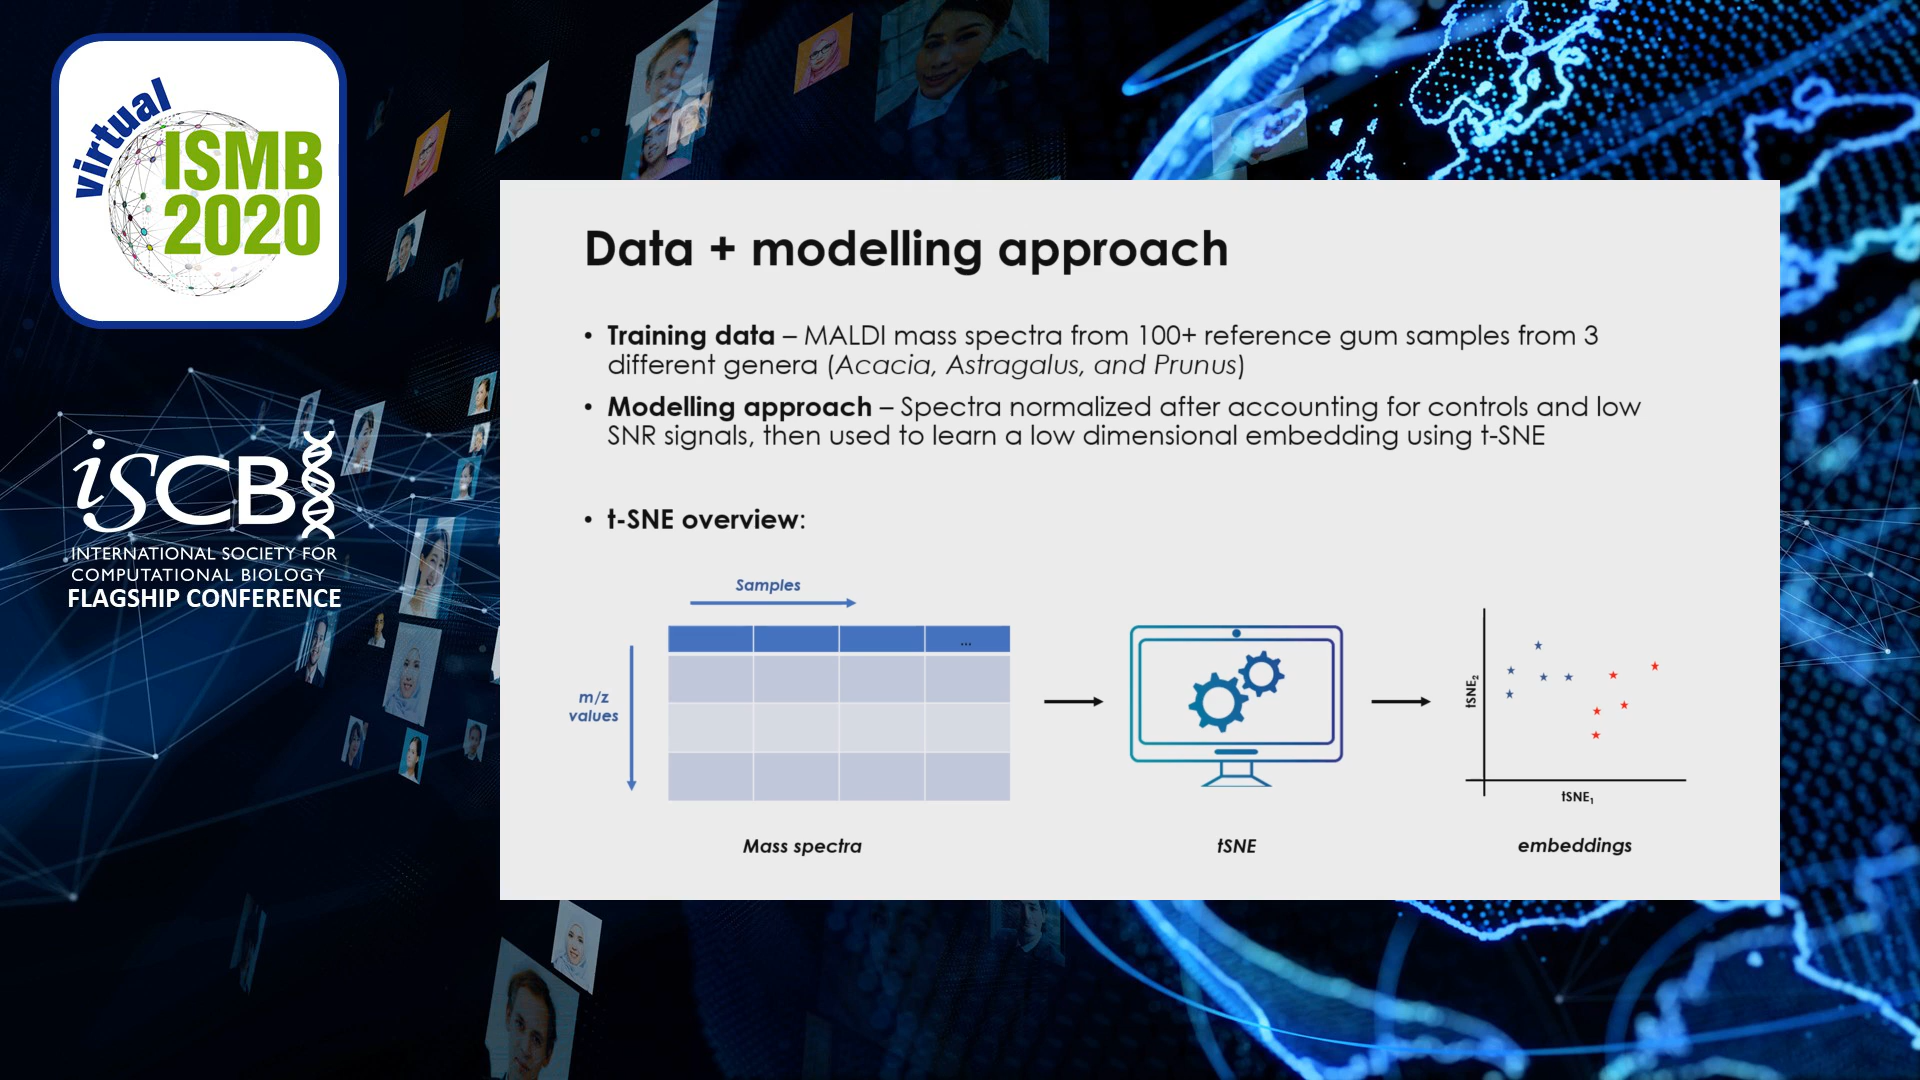 virtual
ISMB
2020
iSCB
INTERNATIONAL SOCIETY FOR
COMPUTATIONAL BIOLOGY
FLAGSHIP CONFERENCE
Data + modelling approach
• Training data – MALDI mass spectra from 100+ reference gum samples from 3
different genera (Acacia, Astragalus, and Prunus)
• Modelling approach – Spectra normalized after accounting for controls and low
SNR signals, then used to learn a low dimensional embedding using t-SNE
• t-SNE overview:
Samples
...
m/z
values
Mass spectra
tSNE
tSNE₂
tSNE₁
embeddings